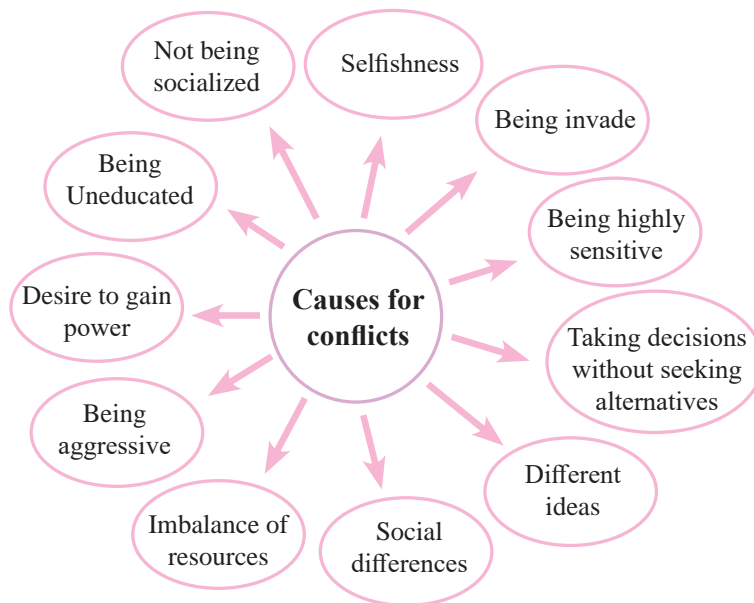 Causes for
conflicts
Not being
socialized
Selfishness
Being invade
Being highly
sensitive
Taking decisions
without seeking
alternatives
Different
ideas
Social
differences
Imbalance of
resources
Being
aggressive
Desire to gain
power
Being
Uneducated